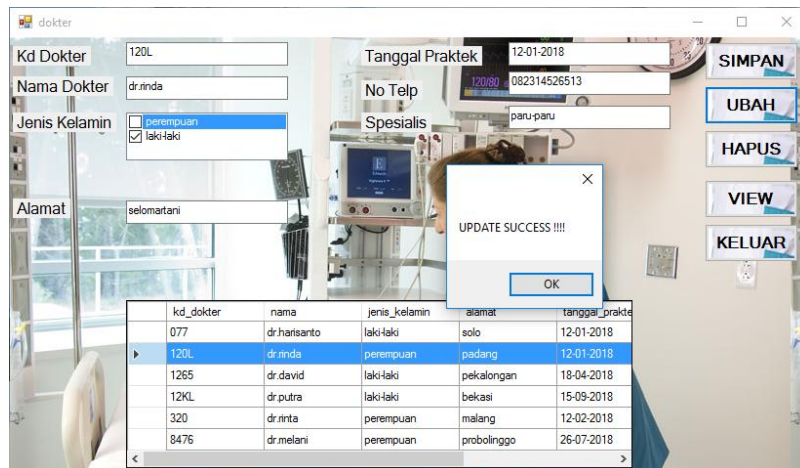 dokter
Kd Dokter 120L Tanggal Praktek 12-01-2018 SIMPAN
Nama Dokter dr.rinda No Telp 120/80 082314526513 UBAH
Jenis Kelamin perempuan Spesialis paru-paru
laki-laki
HAPUS
Alamat selomartani VIEW
UPDATE SUCCESS !!!!
KELUAR
OK
kd_dokter nama jenis_kelamin alamat tanggal_prakte
077 dr.harisanto laki-laki solo 12-01-2018
120L dr.rinda perempuan padang 12-01-2018
1265 dr.david laki-laki pekalongan 18-04-2018
12KL dr.putra laki-laki bekasi 15-09-2018
320 dr.rinta perempuan malang 12-02-2018
8476 dr.melani perempuan probolinggo 26-07-2018